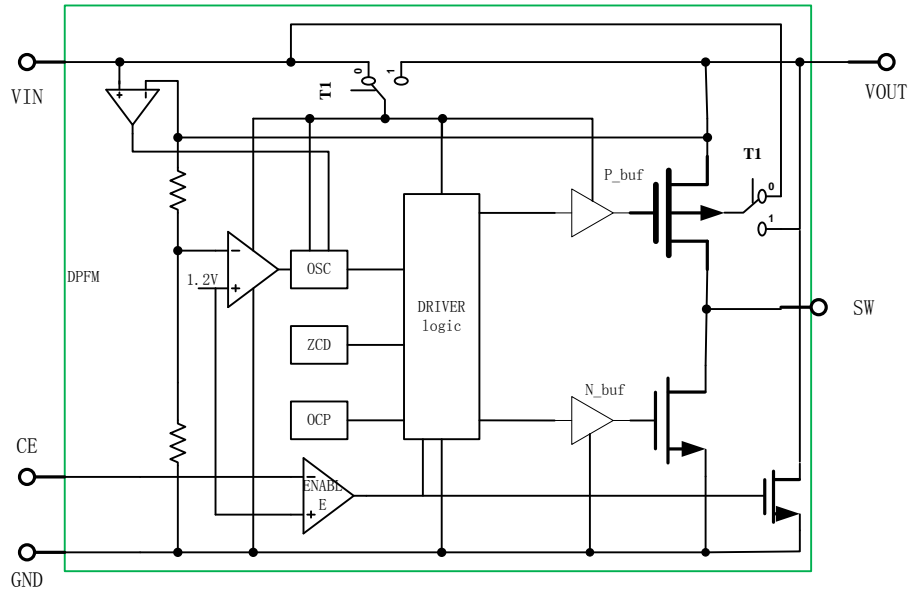 VIN
T1
0
1
VOUT
+
-
P_buf
T1
0
1
DPFM
-
1.2V
+
OSC
DRIVER
logic
SW
ZCD
N_buf
OCP
CE
-
ENABL
E
+
GND